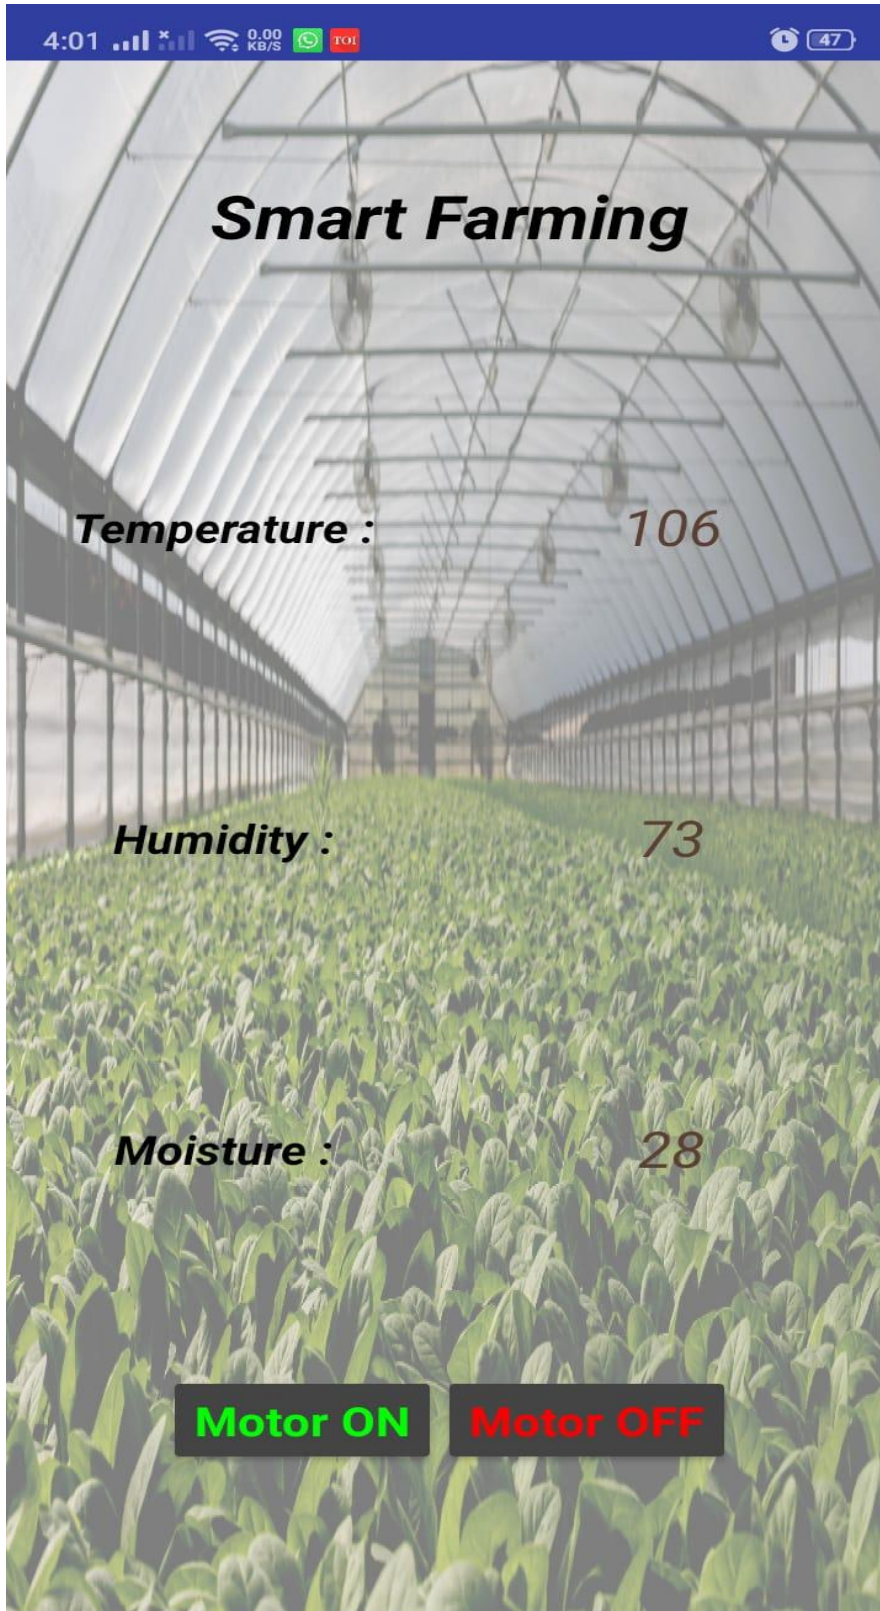 4:01 0.00 KB/S TOI 47
Smart Farming
Temperature : 106
Humidity : 73
Moisture : 28
Motor ON Motor OFF